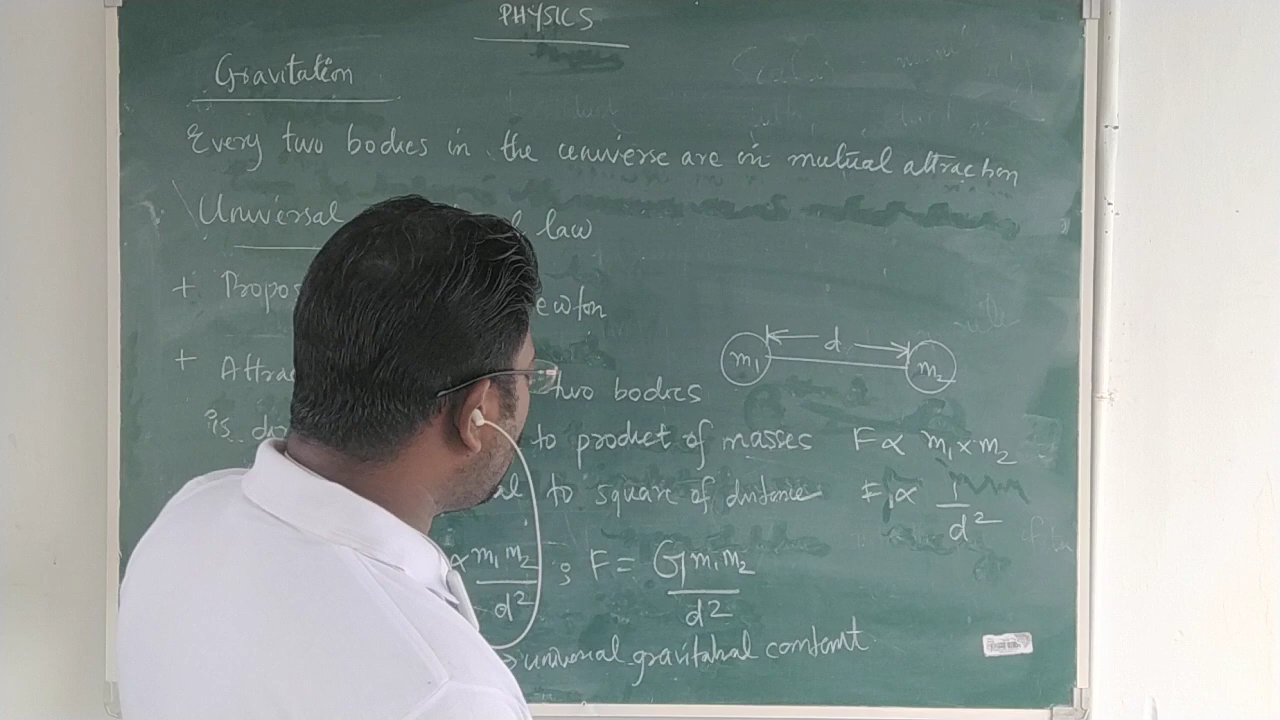 PHYSICS
Gravitation
Every two bodies in the universe are in mutual attraction
Universal law
+ Propos ewton
m1 d m2
+ Attrac two bodies
is di to product of masses F ∝ m1 × m2
al to square of distance F ∝ 1/d²
∝ m1 m2/d² ; F = G m1 m2/d²
→ universal gravitational constant